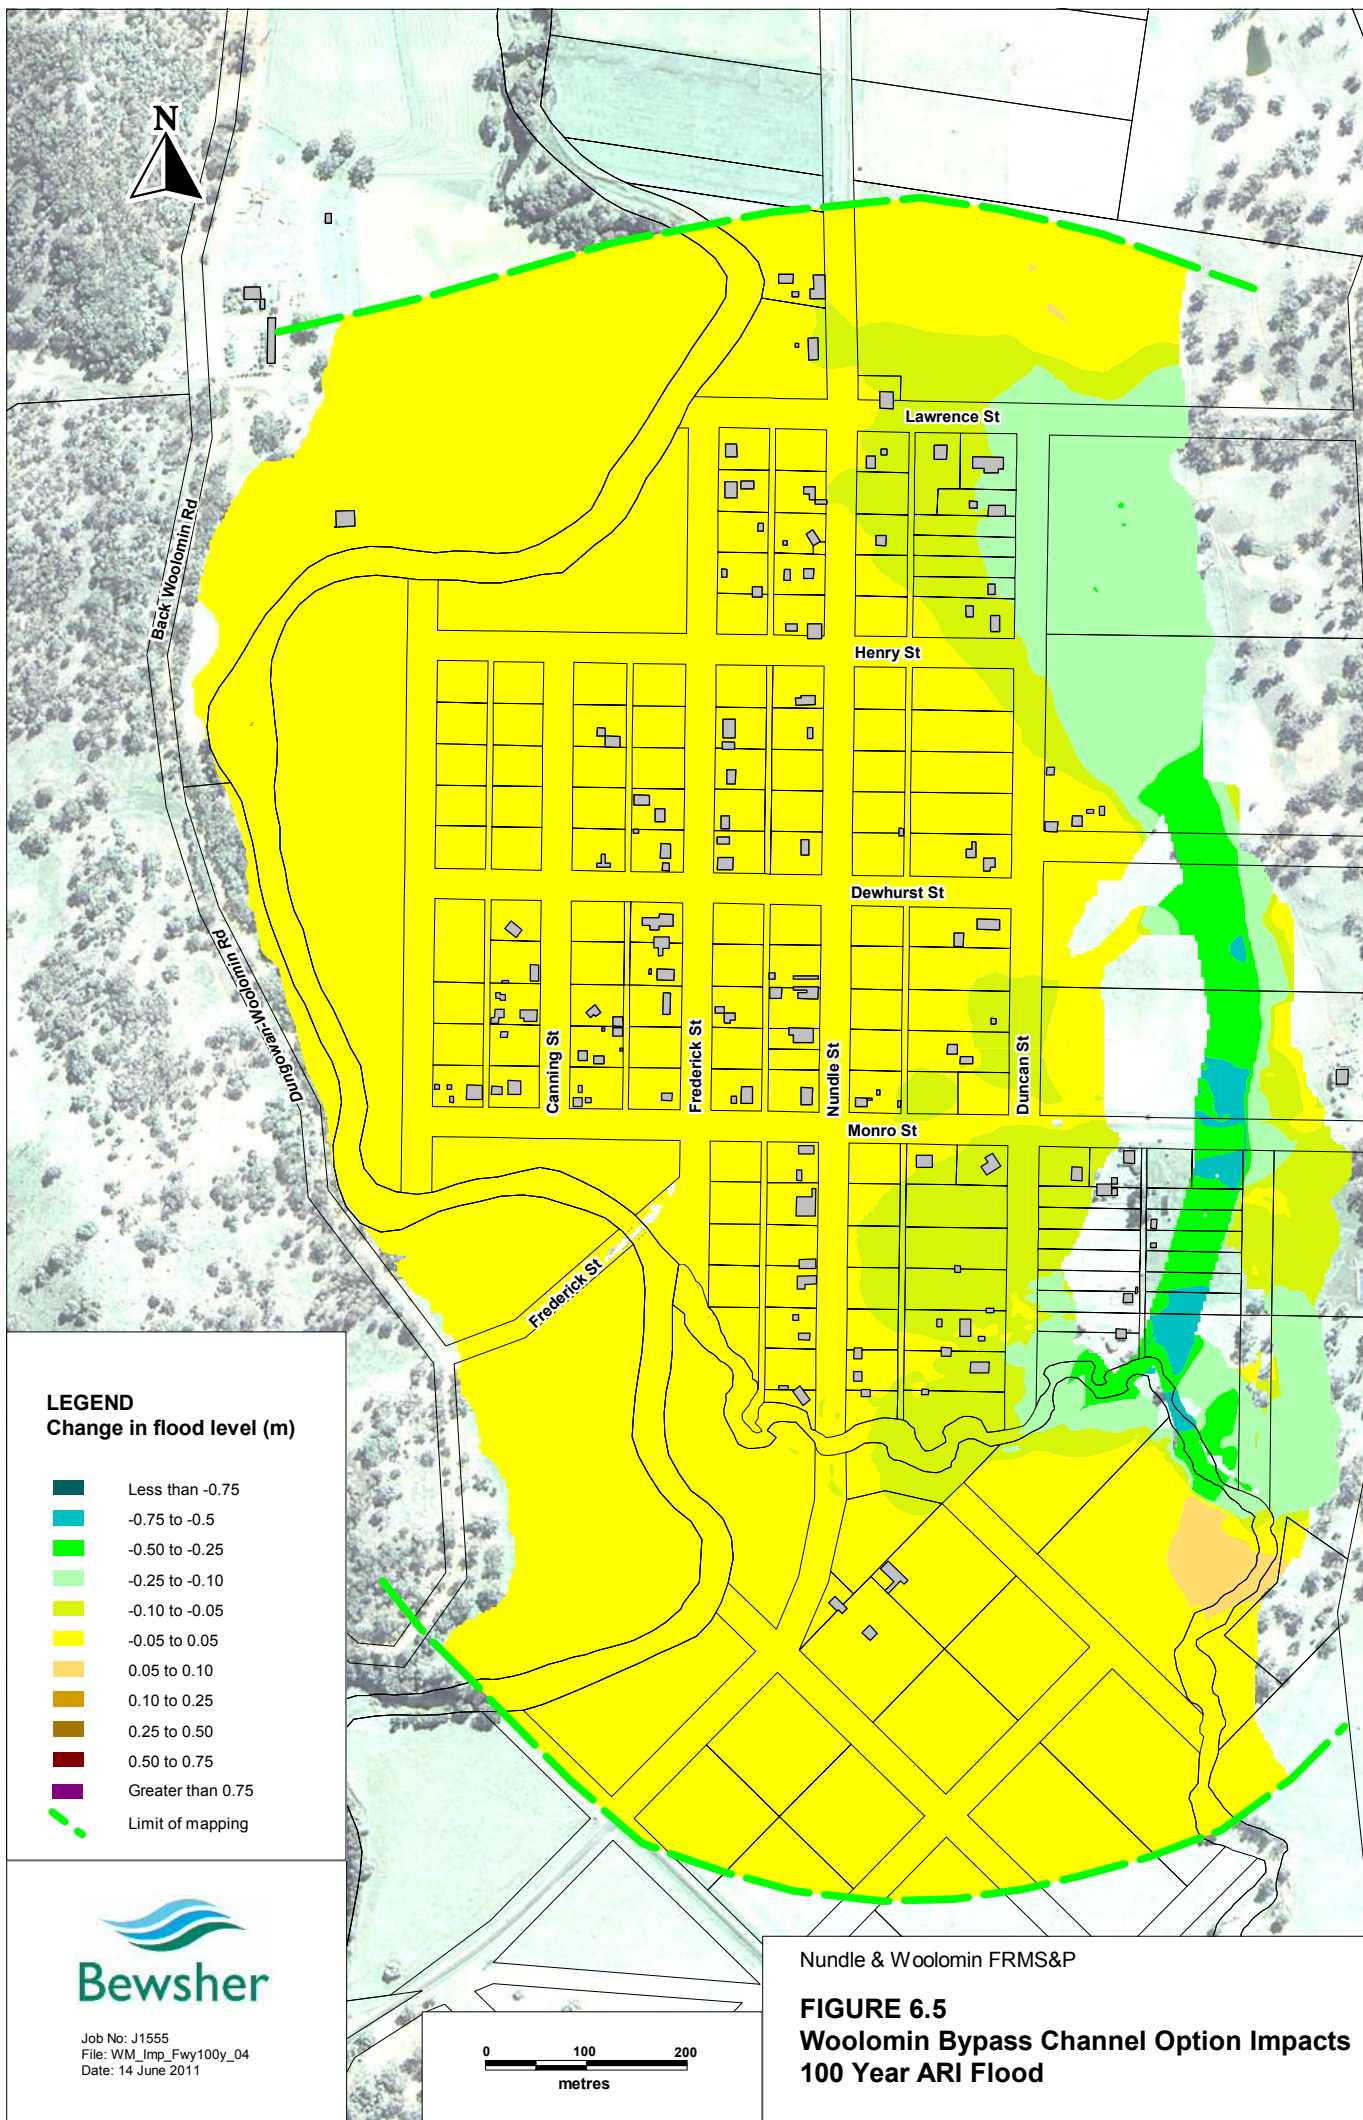 N
Lawrence St
Back Woolomin Rd
Henry St
Dewhurst St
Dungowan-Woolomin Rd
Canning St
Frederick St
Nundle St
Duncan St
Monro St
Frederick St
LEGEND
Change in flood level (m)
Less than -0.75
-0.75 to -0.5
-0.50 to -0.25
-0.25 to -0.10
-0.10 to -0.05
-0.05 to 0.05
0.05 to 0.10
0.10 to 0.25
0.25 to 0.50
0.50 to 0.75
Greater than 0.75
Limit of mapping
Bewsher
Job No: J1555
File: WM_Imp_Fwy100y_04
Date: 14 June 2011
0 100 200
metres
Nundle & Woolomin FRMS&P
FIGURE 6.5
Woolomin Bypass Channel Option Impacts
100 Year ARI Flood